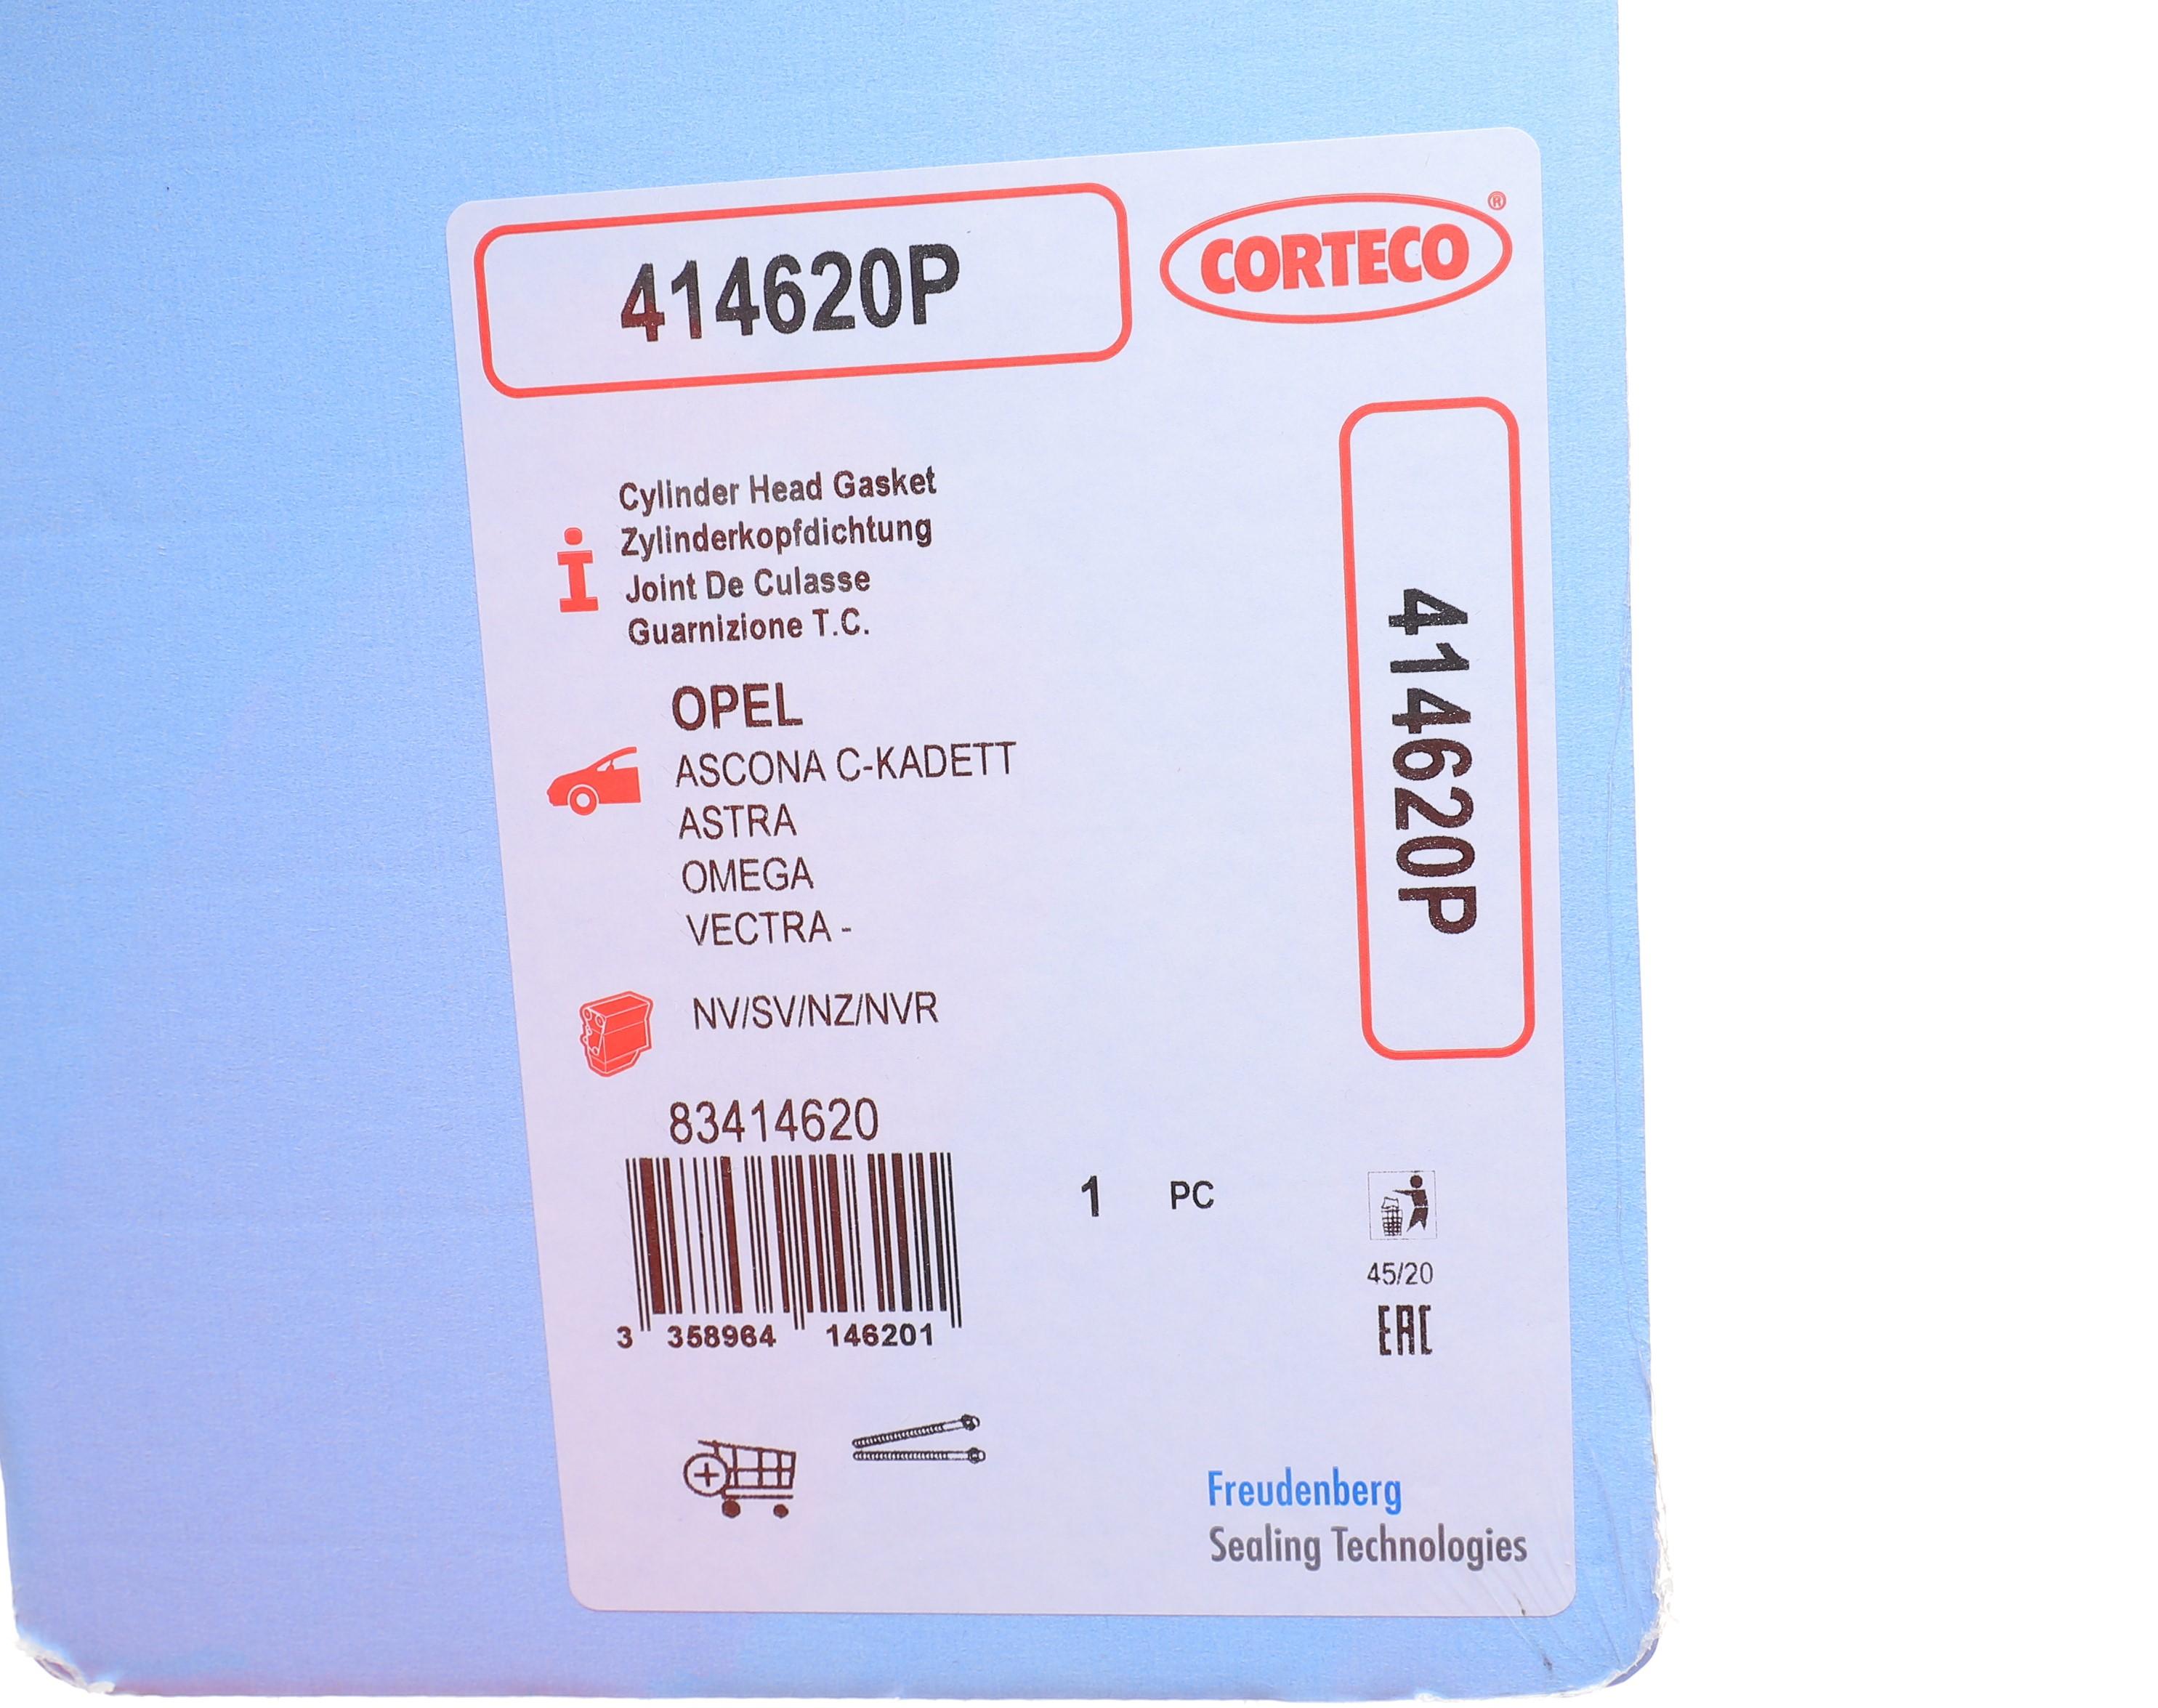 414620P
CORTECO®
Cylinder Head Gasket
Zylinderkopfdichtung
Joint De Culasse
Guarnizione T.C.
414620P
OPEL
ASCONA C-KADETT
ASTRA
OMEGA
VECTRA -
NV/SV/NZ/NVR
83414620
1 PC
3 358964 146201
45/20
EAC
Freudenberg
Sealing Technologies